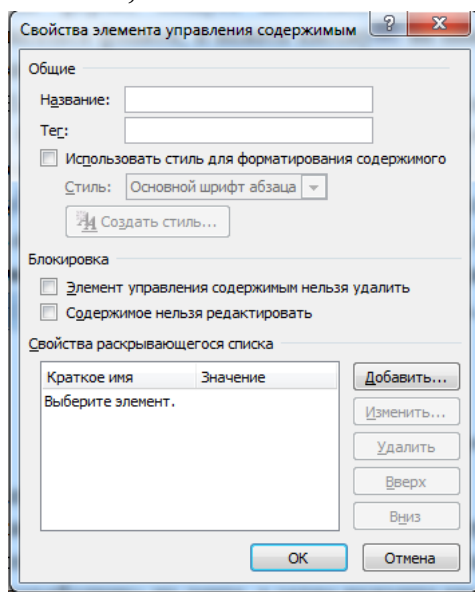 Свойства элемента управления содержимым
Общие
Название:
Тег:
Использовать стиль для форматирования содержимого
Стиль: Основной шрифт абзаца
Создать стиль...
Блокировка
Элемент управления содержимым нельзя удалить
Содержимое нельзя редактировать
Свойства раскрывающегося списка
Краткое имя Значение
Выберите элемент.
Добавить...
Изменить...
Удалить
Вверх
Вниз
ОК Отмена